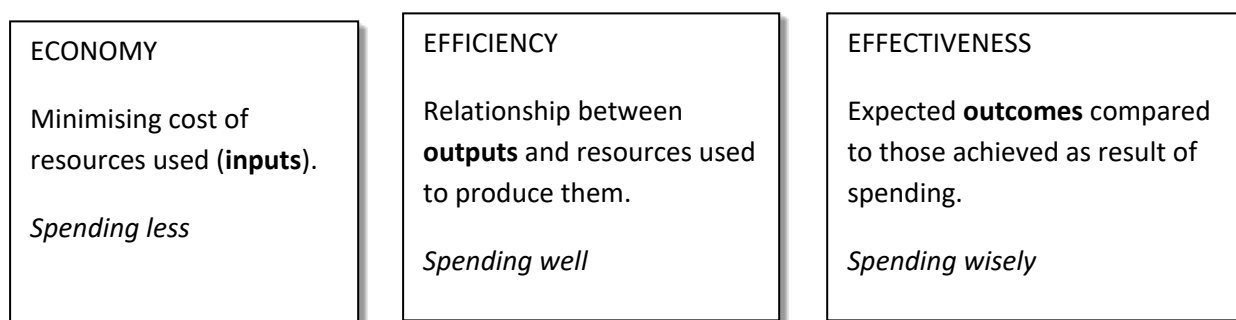 ECONOMY
Minimising cost of
resources used (inputs).
Spending less
EFFICIENCY
Relationship between
outputs and resources used
to produce them.
Spending well
EFFECTIVENESS
Expected outcomes compared
to those achieved as result of
spending.
Spending wisely